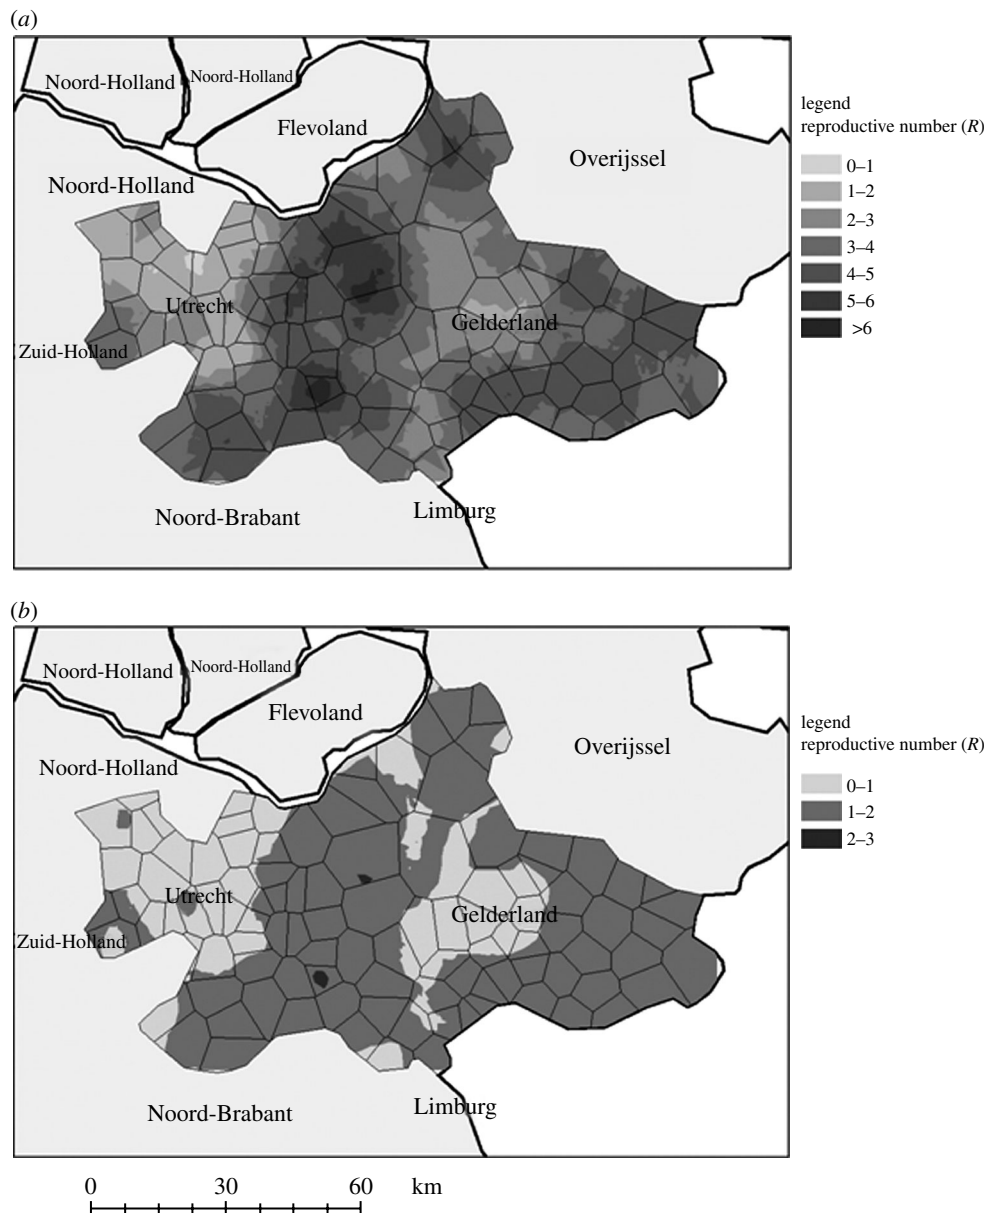 (a)
Noord-Holland
Noord-Holland
Flevoland
Overijssel
Noord-Holland
Utrecht
Gelderland
Zuid-Holland
Noord-Brabant
Limburg
legend
reproductive number (R)
0–1
1–2
2–3
3–4
4–5
5–6
>6
(b)
Noord-Holland
Noord-Holland
Flevoland
Overijssel
Noord-Holland
Utrecht
Gelderland
Zuid-Holland
Noord-Brabant
Limburg
legend
reproductive number (R)
0–1
1–2
2–3
0 30 60 km